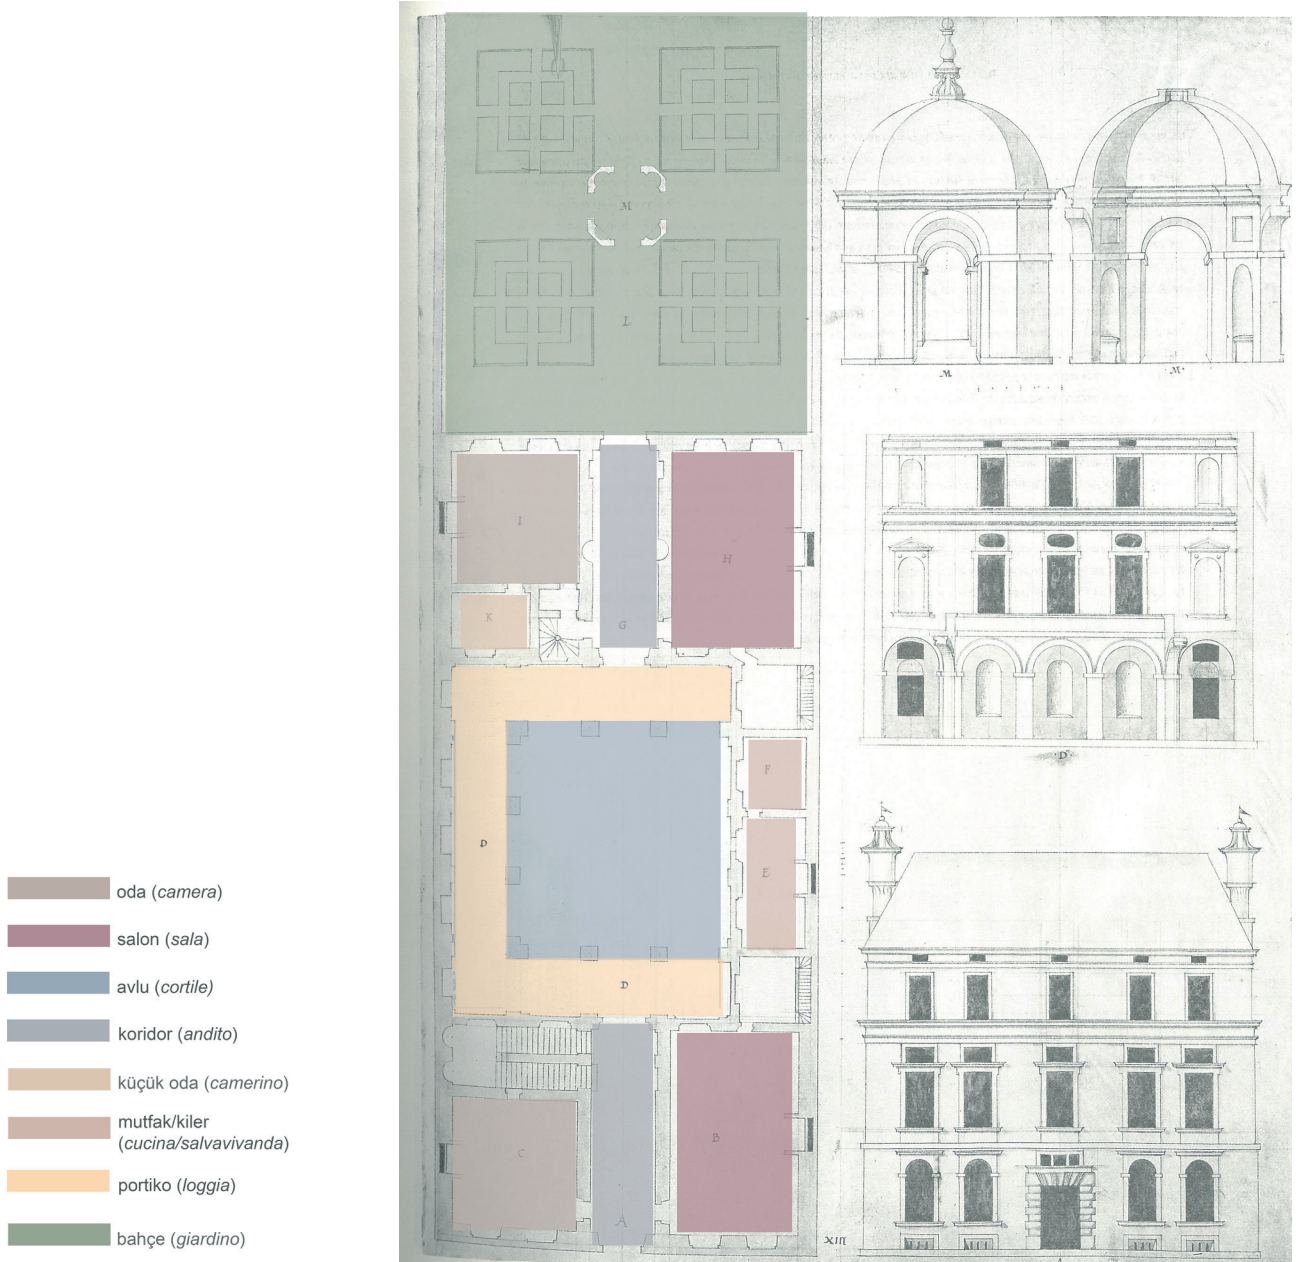 M
L
M
·M·
I
H
K
G
·D·
F
D
E
D
C
B
A
XIII
oda (camera)
salon (sala)
avlu (cortile)
koridor (andito)
küçük oda (camerino)
mutfak/kiler
(cucina/salvavivanda)
portiko (loggia)
bahçe (giardino)